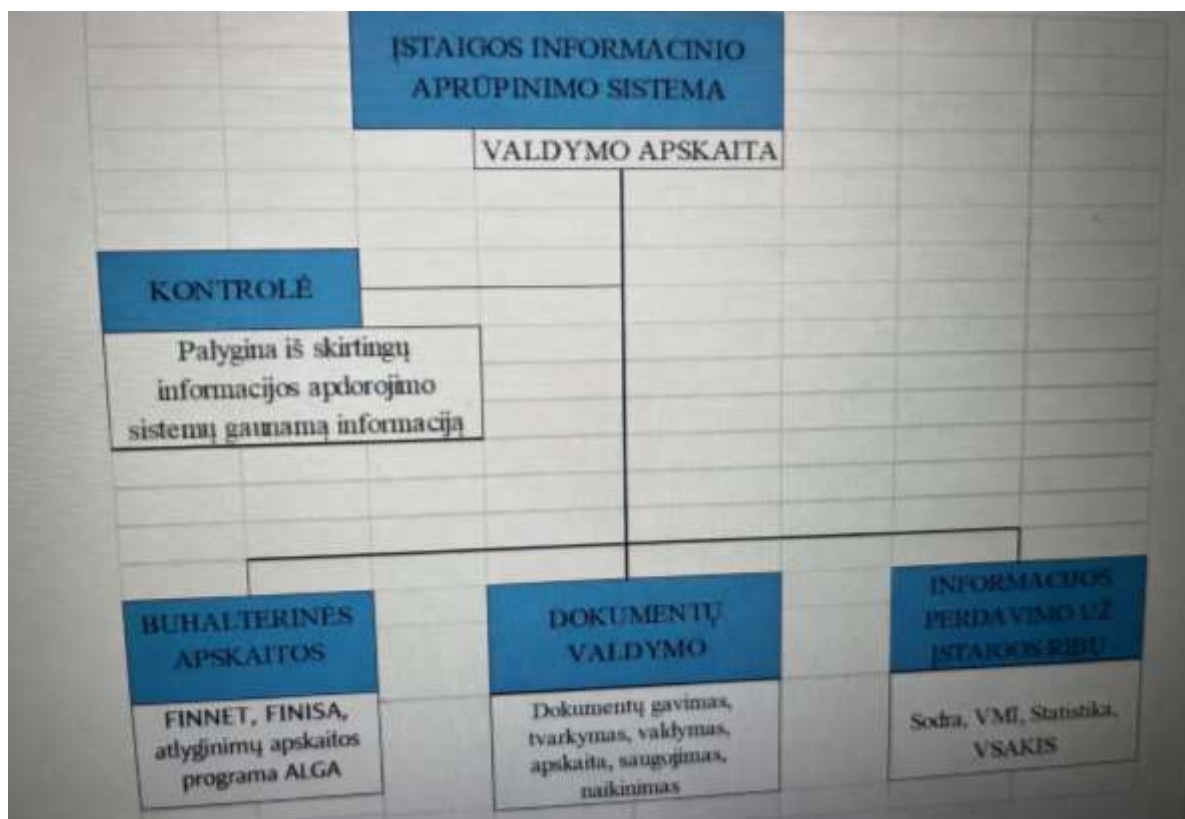 ĮSTAIGOS INFORMACINIO
APRŪPINIMO SISTEMA
VALDYMO APSKAITA
KONTROLĖ
Palygina iš skirtingų
informacijos apdorojimo
sistemų gaunamą informaciją
BUHALTERINĖS
APSKAITOS
FINNET, FINISA,
atlyginimų apskaitos
programa ALGA
DOKUMENTŲ
VALDYMO
Dokumentų gavimas,
tvarkymas, valdymas,
apskaita, saugojimas,
naikinimas
INFORMACIJOS
PERDAVIMO UŽ
ĮSTAIGOS RIBŲ
Sodra, VMI, Statistika,
VSAKIS